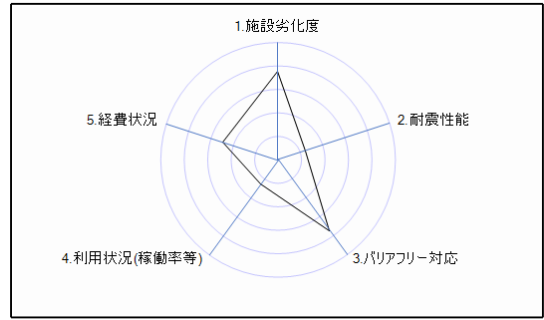 1.施設劣化度
2.耐震性能
3.バリアフリー対応
4.利用状況(稼働率等)
5.経費状況